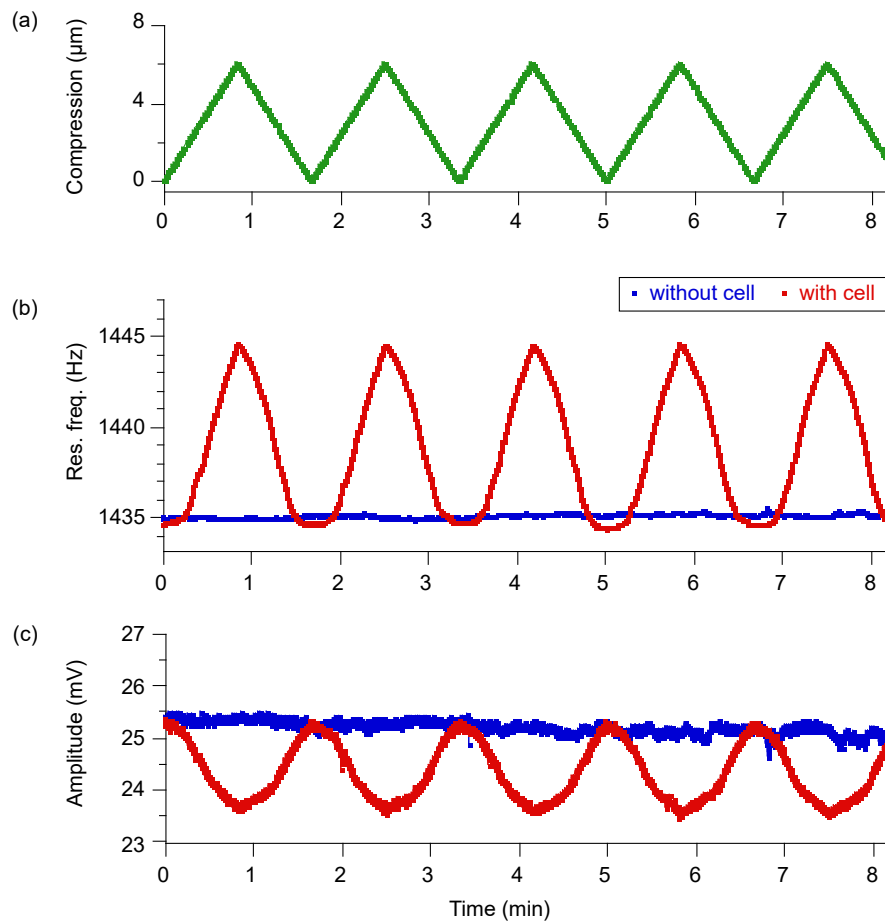 (a)
Compression (μm)
8
4
0
0 1 2 3 4 5 6 7 8
without cell with cell
(b)
Res. freq. (Hz)
1445
1440
1435
0 1 2 3 4 5 6 7 8
(c)
Amplitude (mV)
27
26
25
24
23
0 1 2 3 4 5 6 7 8
Time (min)